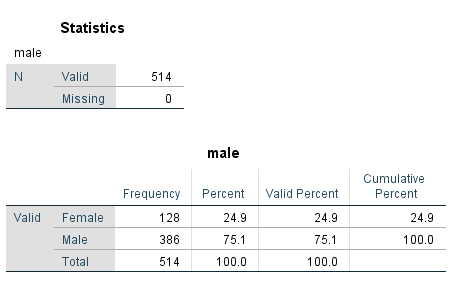 Statistics
male
N Valid 514
Missing 0
male
Frequency Percent Valid Percent Cumulative Percent
Valid Female 128 24.9 24.9 24.9
Male 386 75.1 75.1 100.0
Total 514 100.0 100.0